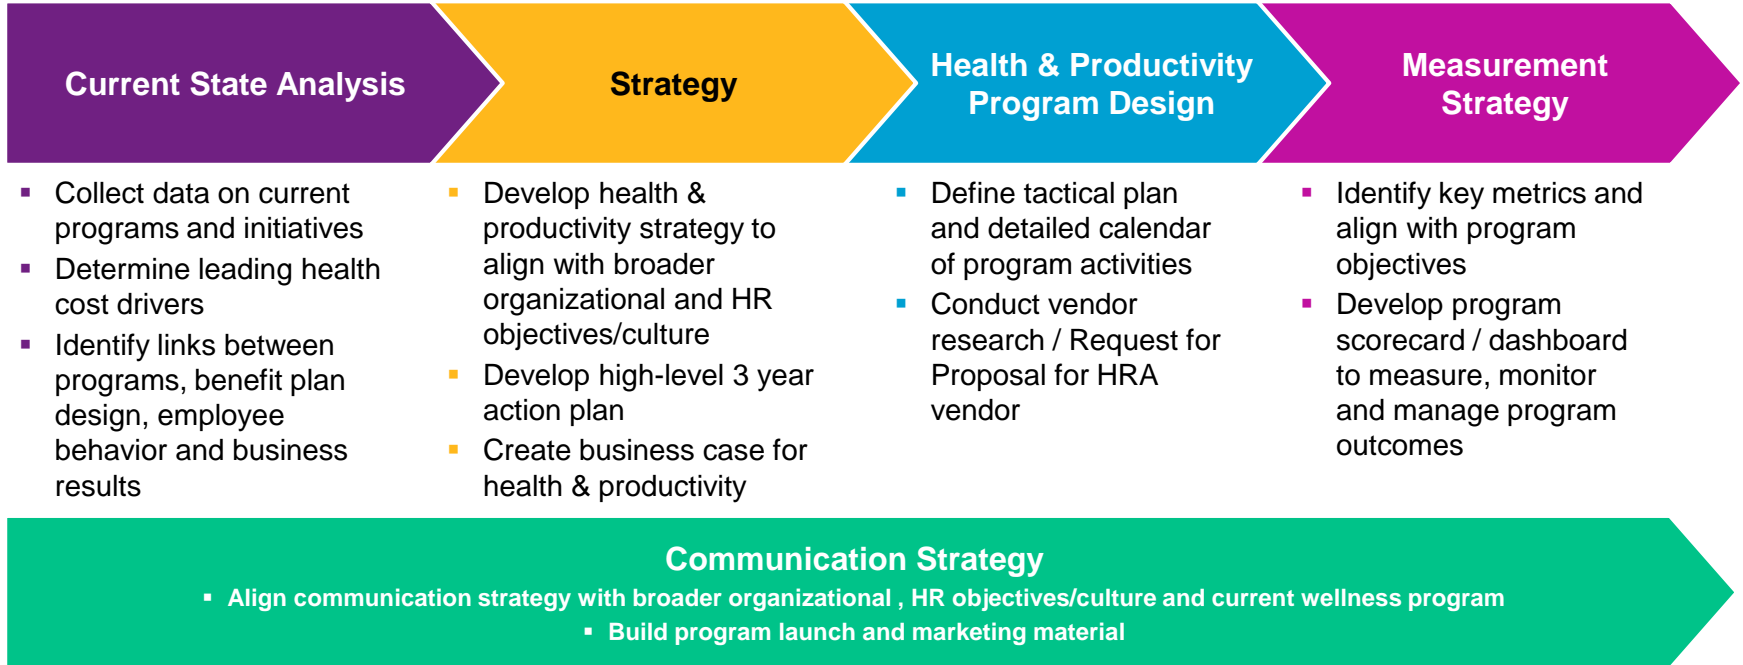 Current State Analysis
Strategy
Health & Productivity
Program Design
Measurement
Strategy
▪ Collect data on current
programs and initiatives
▪ Determine leading health
cost drivers
▪ Identify links between
programs, benefit plan
design, employee
behavior and business
results
▪ Develop health &
productivity strategy to
align with broader
organizational and HR
objectives/culture
▪ Develop high-level 3 year
action plan
▪ Create business case for
health & productivity
▪ Define tactical plan
and detailed calendar
of program activities
▪ Conduct vendor
research / Request for
Proposal for HRA
vendor
▪ Identify key metrics and
align with program
objectives
▪ Develop program
scorecard / dashboard
to measure, monitor
and manage program
outcomes
Communication Strategy
▪ Align communication strategy with broader organizational , HR objectives/culture and current wellness program
▪ Build program launch and marketing material